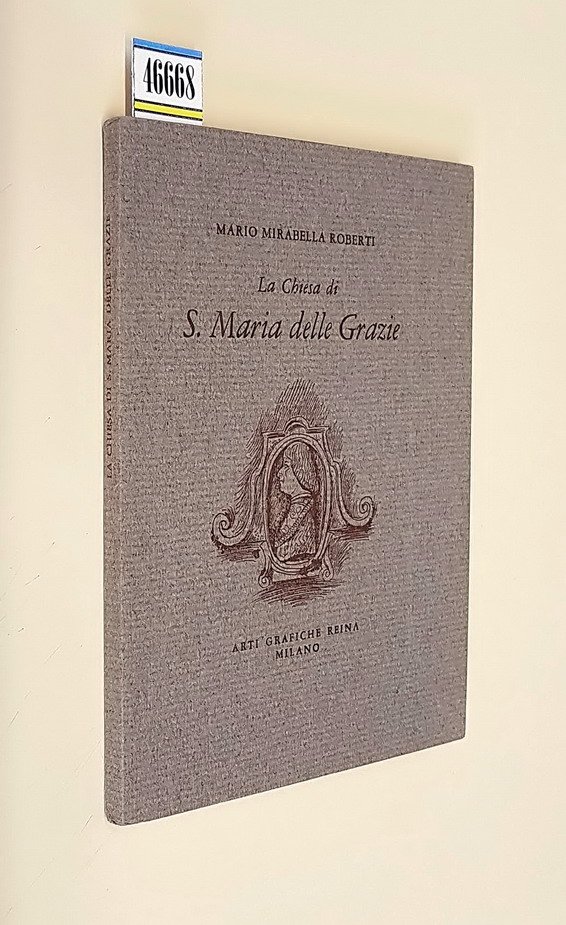 46668
MARIO MIRABELLA ROBERTI
La Chiesa di
S. Maria delle Grazie
ARTI GRAFICHE REINA
MILANO
LA CHIESA DI S. MARIA DELLE GRAZIE